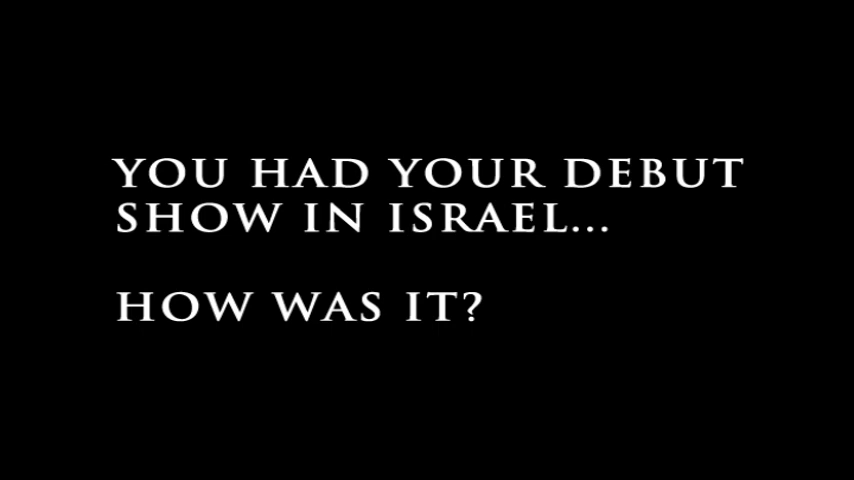 YOU HAD YOUR DEBUT
SHOW IN ISRAEL...
HOW WAS IT?